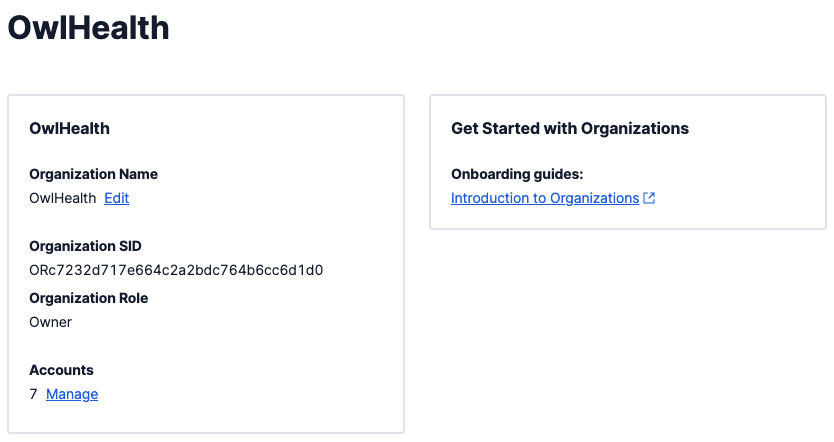 OwlHealth
OwlHealth
Organization Name
OwlHealth Edit
Organization SID
ORc7232d717e664c2a2bdc764b6cc6d1d0
Organization Role
Owner
Accounts
7 Manage
Get Started with Organizations
Onboarding guides:
Introduction to Organizations